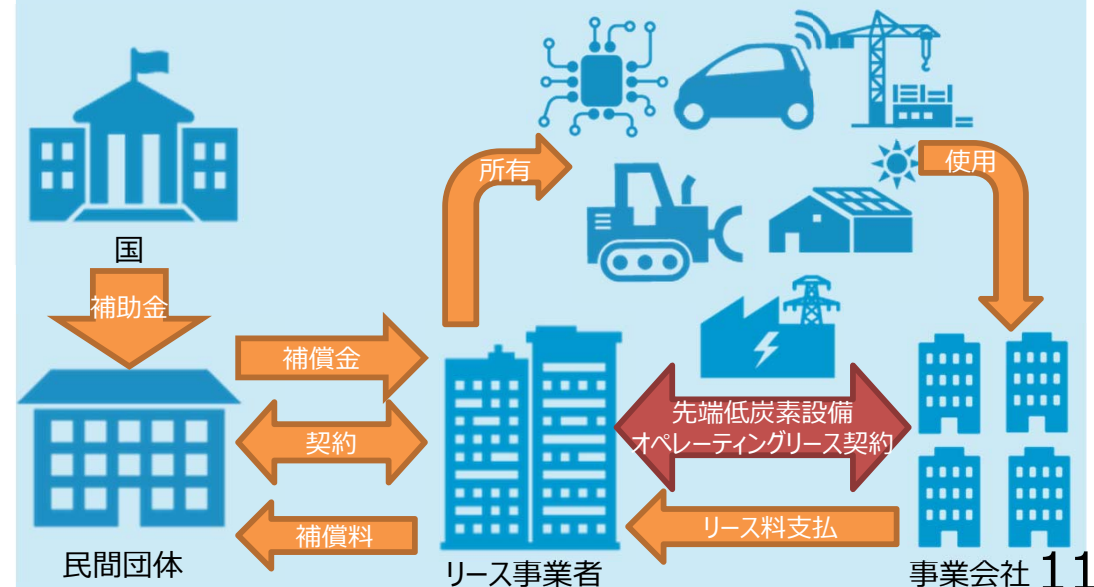 所有
使用
国
補助金
補償金
契約
先端低炭素設備
オペレーティングリース契約
補償料
リース料支払
民間団体
リース事業者
事業会社
11